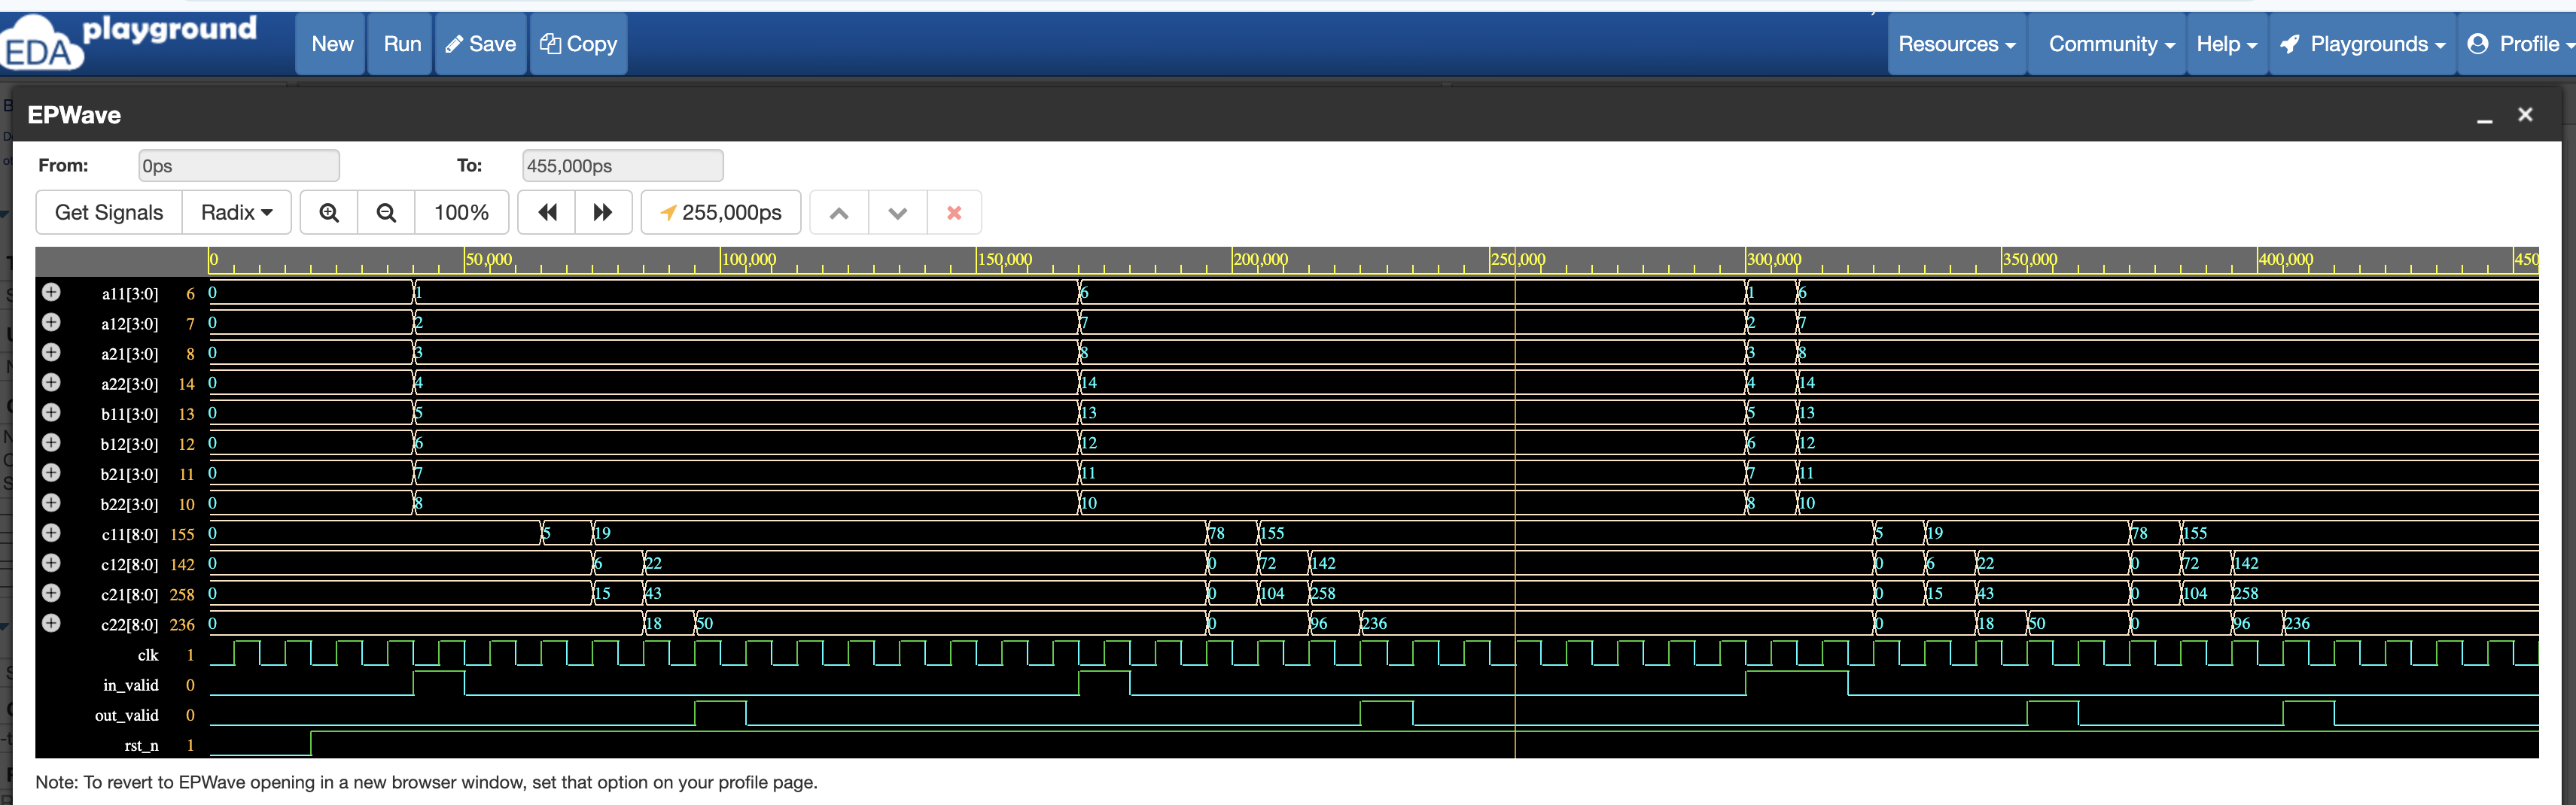 EDA playground New Run Save Copy Resources Community Help Playgrounds Profile
EPWave
From: 0ps To: 455,000ps
Get Signals Radix 100% 255,000ps
0 50,000 100,000 150,000 200,000 250,000 300,000 350,000 400,000 450
a11[3:0] 6 0 1 6 1 6
a12[3:0] 7 0 2 7 2 7
a21[3:0] 8 0 3 8 3 8
a22[3:0] 14 0 4 14 4 14
b11[3:0] 13 0 5 13 5 13
b12[3:0] 12 0 6 12 6 12
b21[3:0] 11 0 7 11 7 11
b22[3:0] 10 0 8 10 8 10
c11[8:0] 155 0 5 19 78 155 5 19 78 155
c12[8:0] 142 0 6 22 0 72 142 0 6 22 0 72 142
c21[8:0] 258 0 15 43 0 104 258 0 15 43 0 104 258
c22[8:0] 236 0 18 50 0 96 236 0 18 50 0 96 236
clk 1
in_valid 0
out_valid 0
rst_n 1
Note: To revert to EPWave opening in a new browser window, set that option on your profile page.